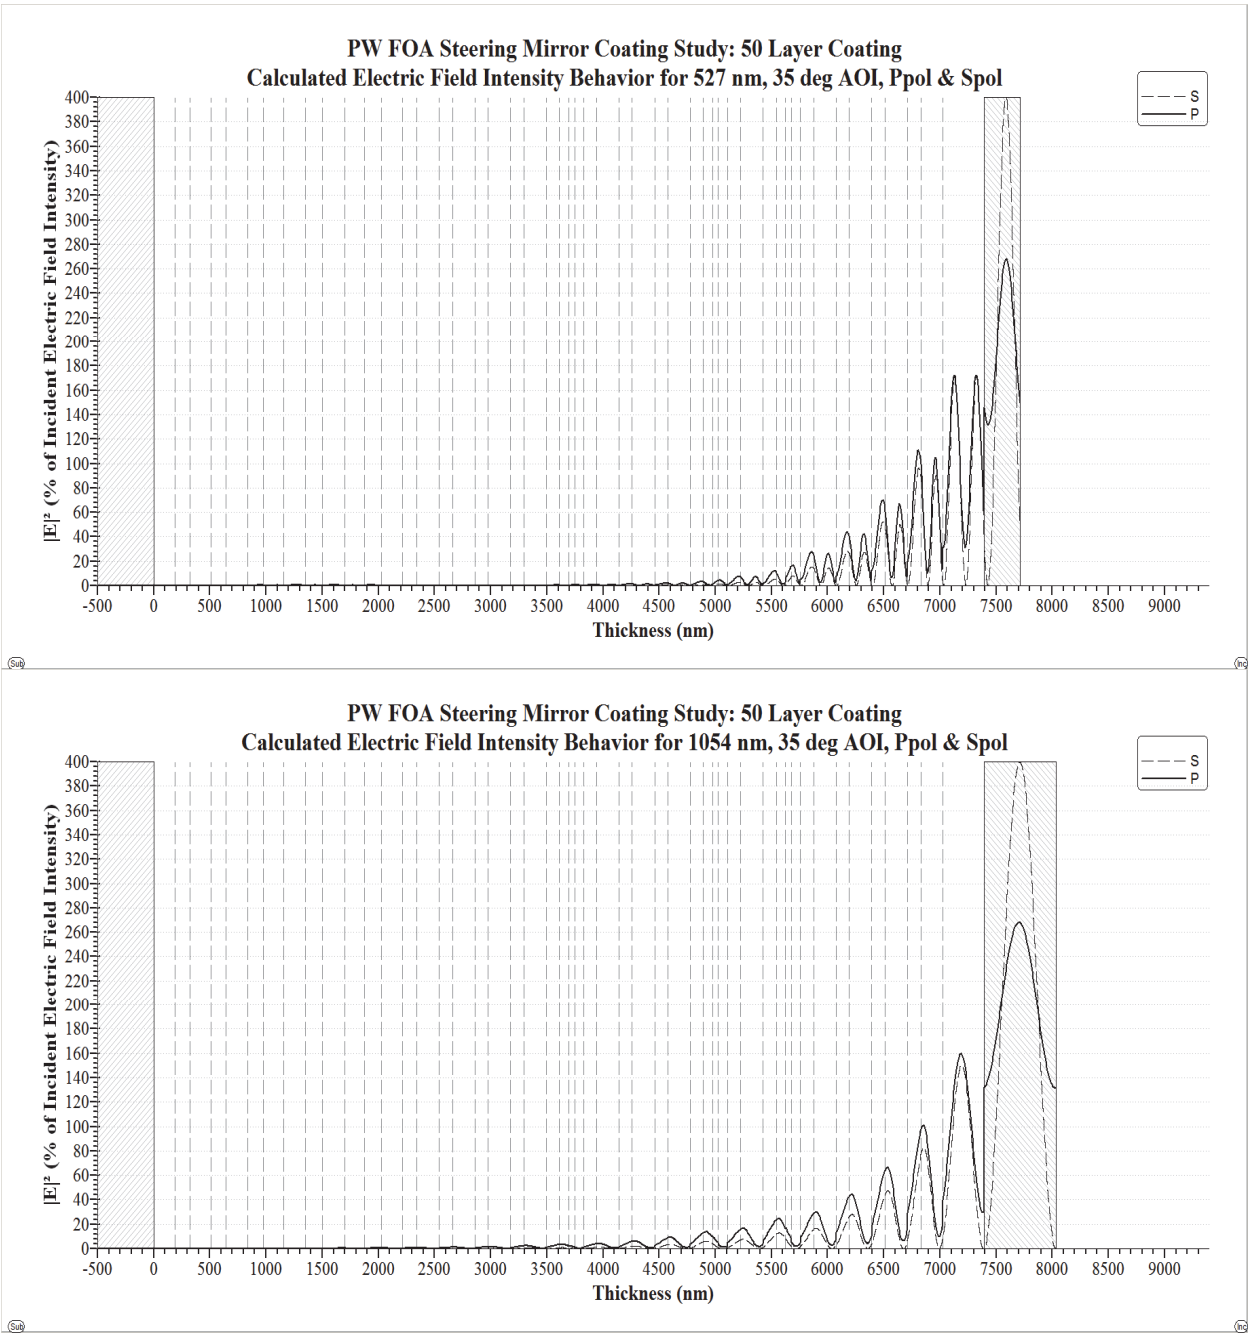 PW FOA Steering Mirror Coating Study: 50 Layer Coating
Calculated Electric Field Intensity Behavior for 527 nm, 35 deg AOI, Ppol & Spol
S
P
|E|² (% of Incident Electric Field Intensity)
400
380
360
340
320
300
280
260
240
220
200
180
160
140
120
100
80
60
40
20
0
-500 0 500 1000 1500 2000 2500 3000 3500 4000 4500 5000 5500 6000 6500 7000 7500 8000 8500 9000
Thickness (nm)
Sub
Inc
PW FOA Steering Mirror Coating Study: 50 Layer Coating
Calculated Electric Field Intensity Behavior for 1054 nm, 35 deg AOI, Ppol & Spol
S
P
|E|² (% of Incident Electric Field Intensity)
400
380
360
340
320
300
280
260
240
220
200
180
160
140
120
100
80
60
40
20
0
-500 0 500 1000 1500 2000 2500 3000 3500 4000 4500 5000 5500 6000 6500 7000 7500 8000 8500 9000
Thickness (nm)
Sub
Inc